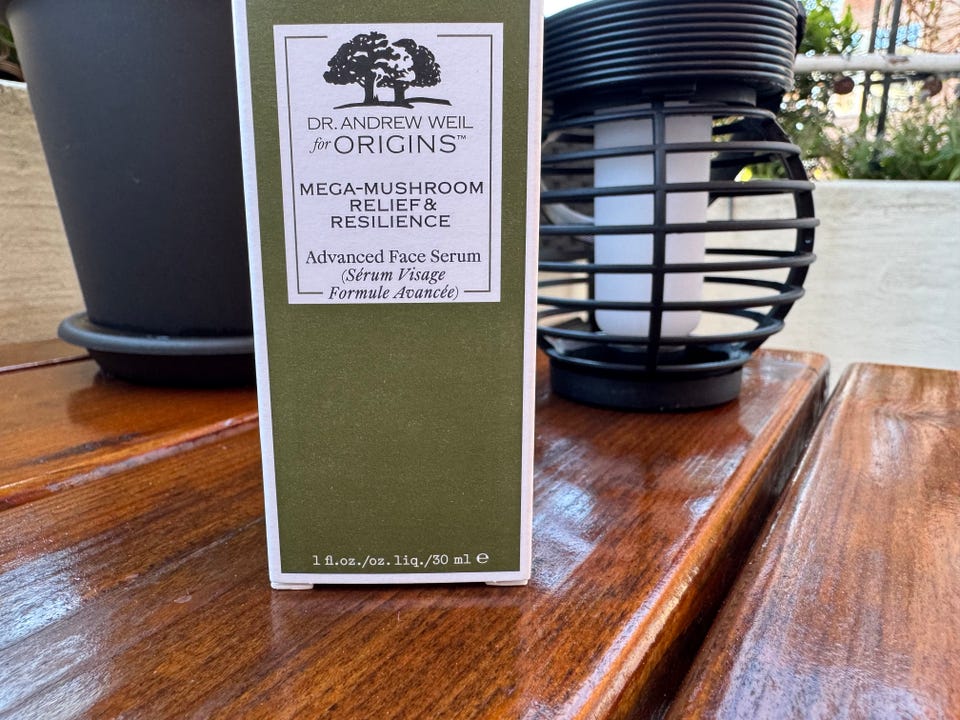 DR. ANDREW WEIL
for ORIGINS™
MEGA-MUSHROOM
RELIEF &
RESILIENCE
Advanced Face Serum
(Sérum Visage
Formule Avancée)
1 fl.oz./oz.liq./30 ml ℮